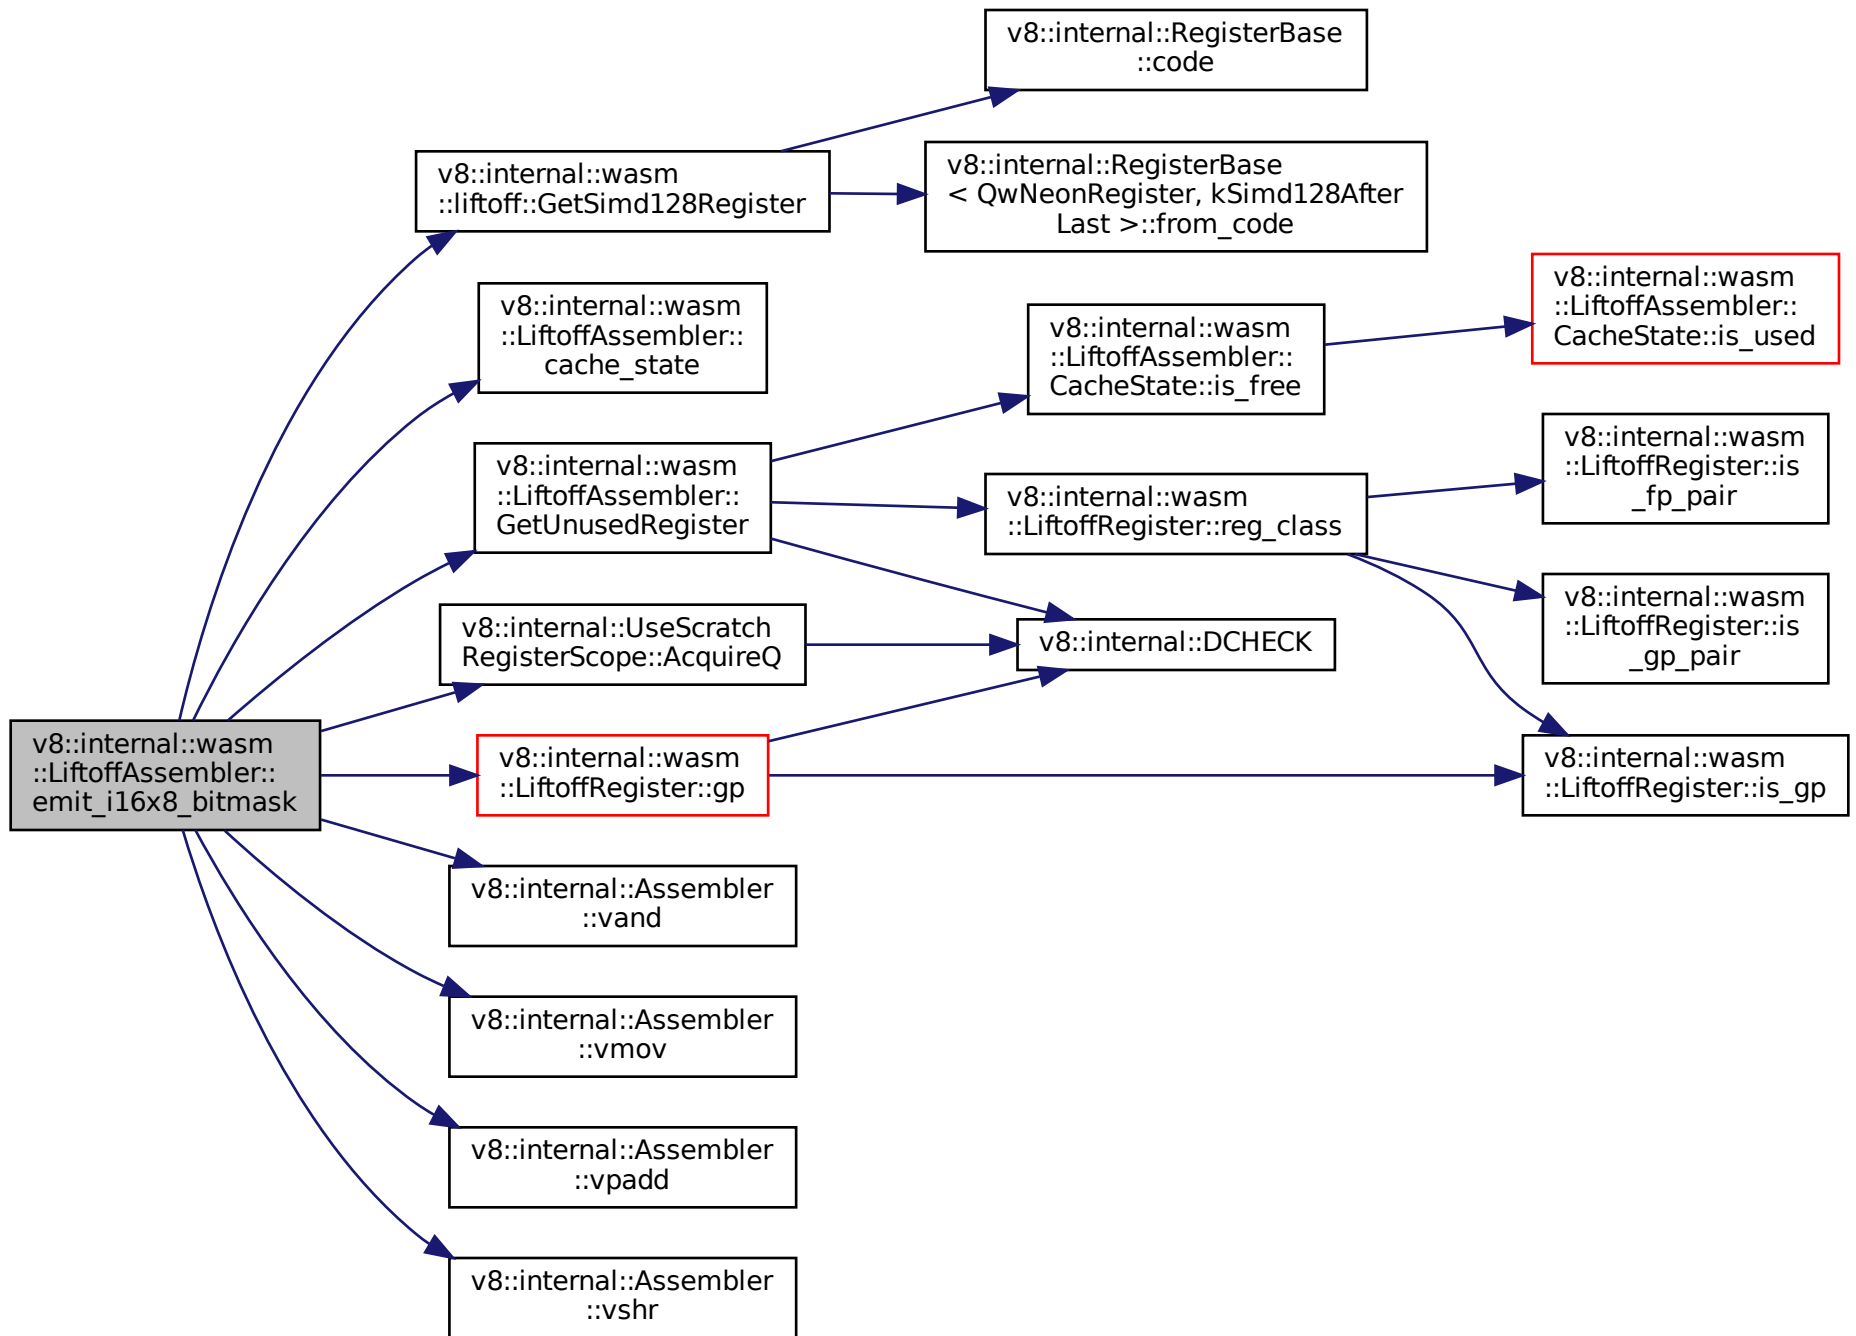 v8::internal::RegisterBase
::code
v8::internal::wasm
::liftoff::GetSimd128Register
v8::internal::RegisterBase
< QwNeonRegister, kSimd128After
Last >::from_code
v8::internal::wasm
::LiftoffAssembler::
cache_state
v8::internal::wasm
::LiftoffAssembler::
CacheState::is_free
v8::internal::wasm
::LiftoffAssembler::
CacheState::is_used
v8::internal::wasm
::LiftoffAssembler::
GetUnusedRegister
v8::internal::wasm
::LiftoffRegister::reg_class
v8::internal::wasm
::LiftoffRegister::is
_fp_pair
v8::internal::wasm
::LiftoffRegister::is
_gp_pair
v8::internal::UseScratch
RegisterScope::AcquireQ
v8::internal::DCHECK
v8::internal::wasm
::LiftoffAssembler::
emit_i16x8_bitmask
v8::internal::wasm
::LiftoffRegister::gp
v8::internal::wasm
::LiftoffRegister::is_gp
v8::internal::Assembler
::vand
v8::internal::Assembler
::vmov
v8::internal::Assembler
::vpadd
v8::internal::Assembler
::vshr